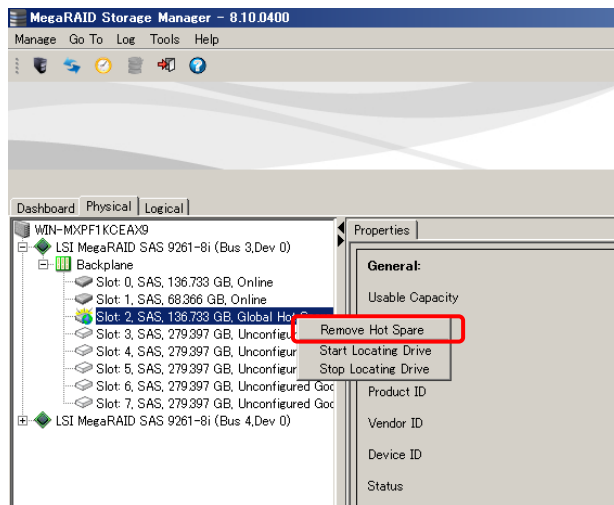 MegaRAID Storage Manager - 8.10.0400
Manage Go To Log Tools Help
Dashboard Physical Logical
WIN-MXPF1KCEAX9
LSI MegaRAID SAS 9261-8i (Bus 3,Dev 0)
Backplane
Slot: 0, SAS, 136.733 GB, Online
Slot: 1, SAS, 68.366 GB, Online
Slot: 2, SAS, 136.733 GB, Global Hot
Slot: 3, SAS, 279.397 GB, Unconfigur
Slot: 4, SAS, 279.397 GB, Unconfigur
Slot: 5, SAS, 279.397 GB, Unconfigur
Slot: 6, SAS, 279.397 GB, Unconfigured Goo
Slot: 7, SAS, 279.397 GB, Unconfigured Goo
LSI MegaRAID SAS 9261-8i (Bus 4,Dev 0)
Remove Hot Spare
Start Locating Drive
Stop Locating Drive
Properties
General:
Usable Capacity
Product ID
Vendor ID
Device ID
Status